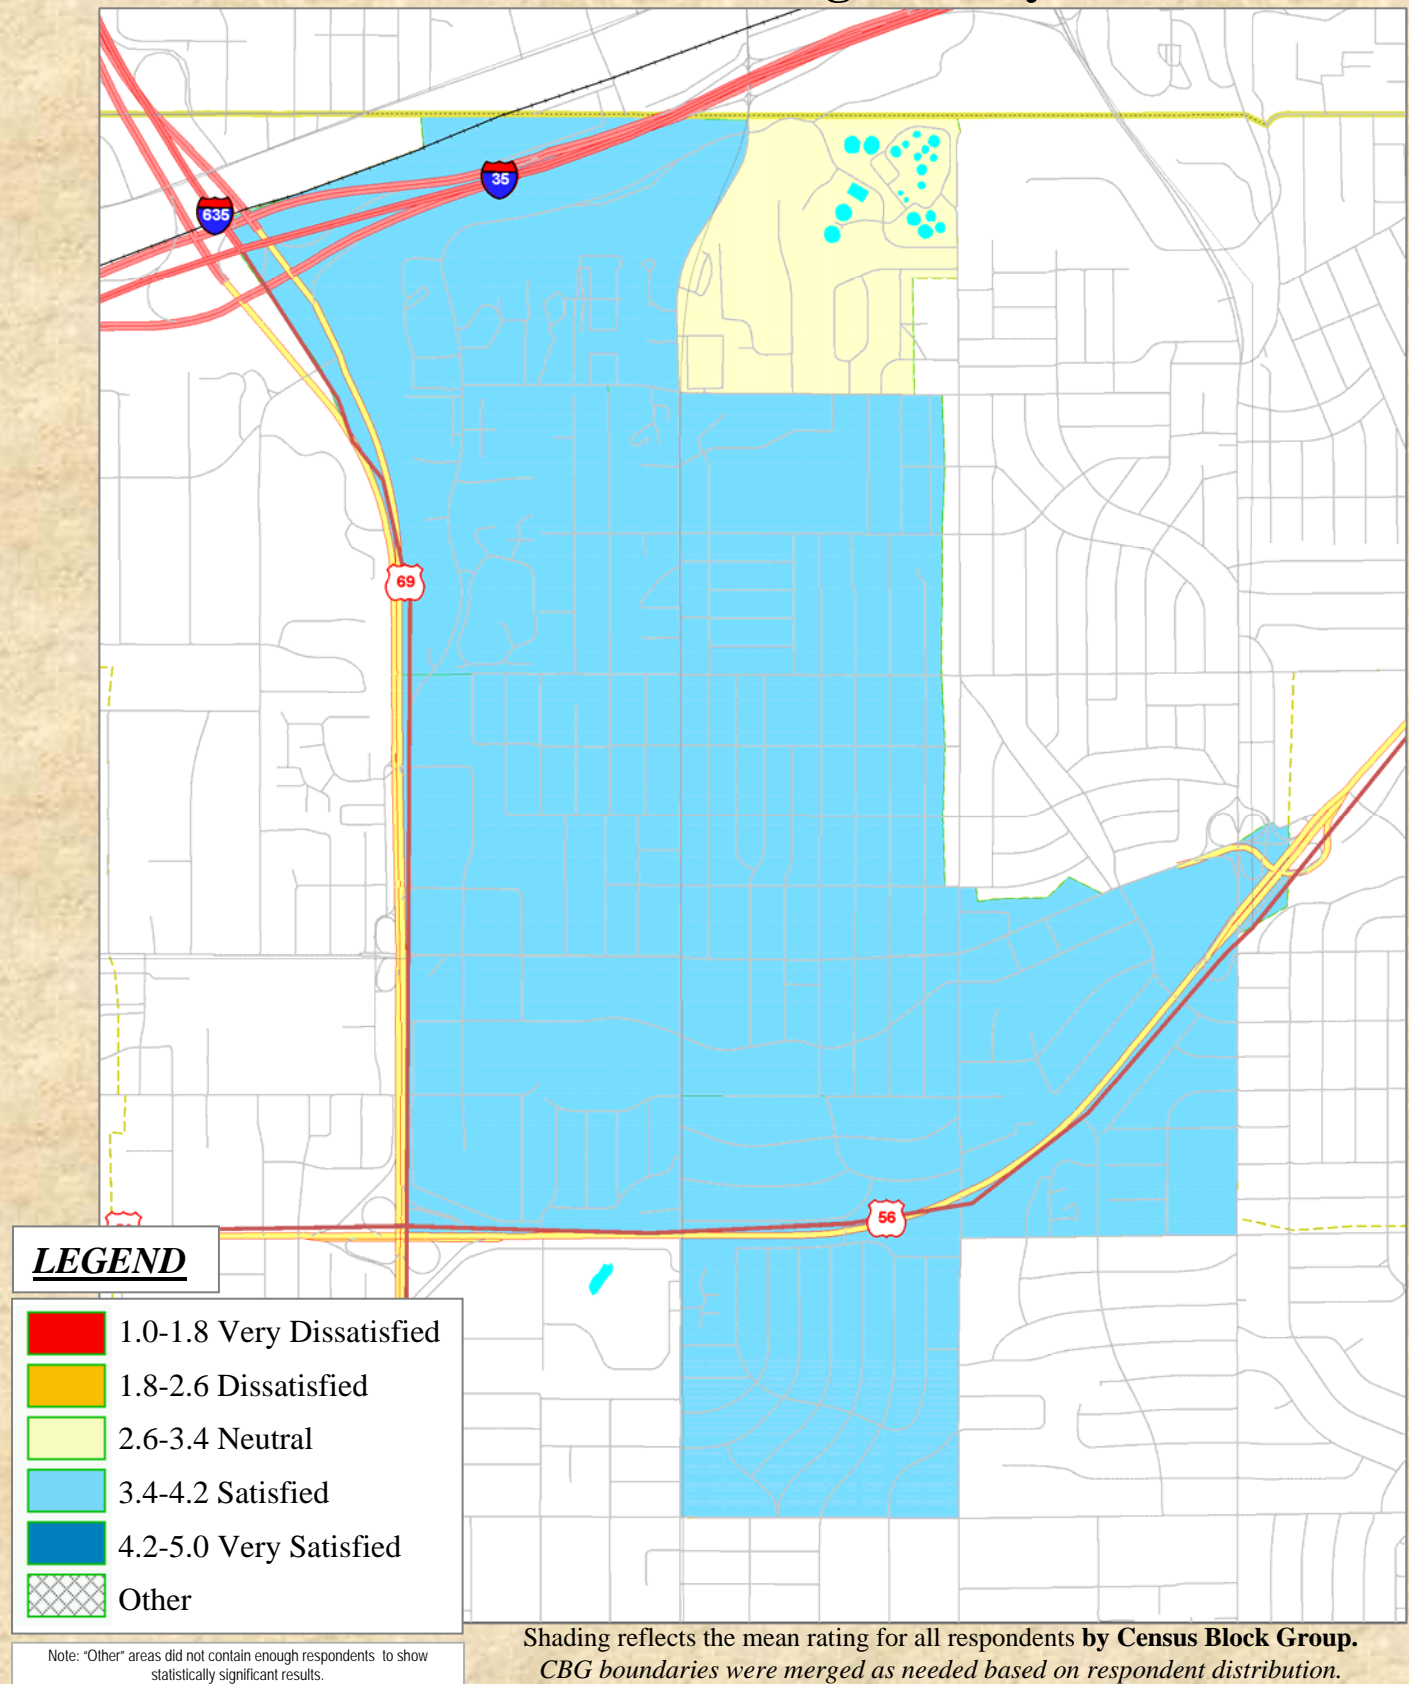 35
635
69
56
LEGEND
1.0-1.8 Very Dissatisfied
1.8-2.6 Dissatisfied
2.6-3.4 Neutral
3.4-4.2 Satisfied
4.2-5.0 Very Satisfied
Other
Note: “Other” areas did not contain enough respondents to show
statistically significant results.
Shading reflects the mean rating for all respondents by Census Block Group.
CBG boundaries were merged as needed based on respondent distribution.